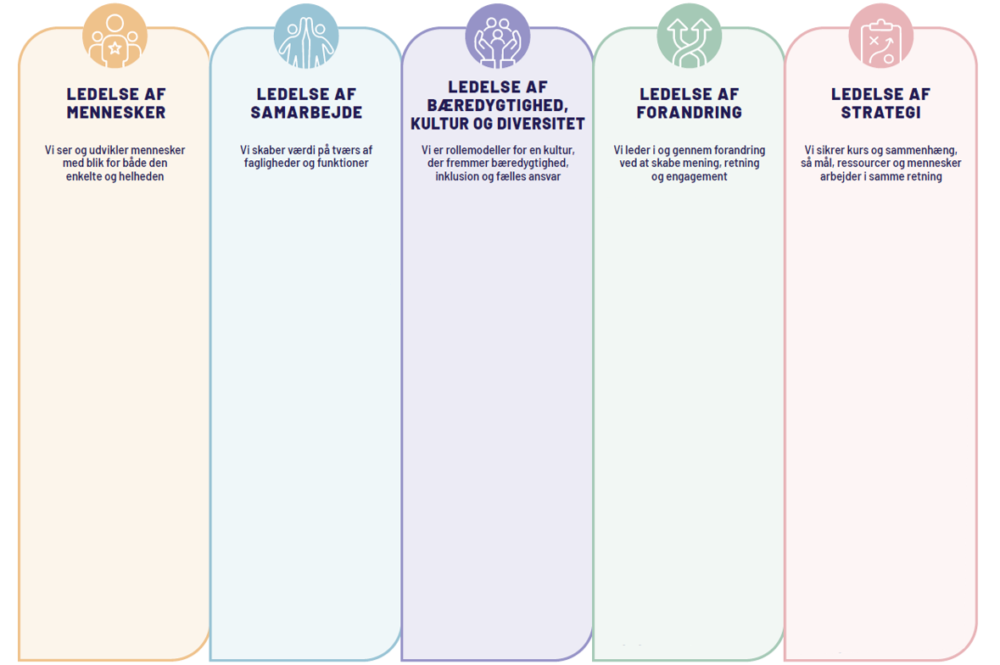 LEDELSE AF
MENNESKER
Vi ser og udvikler mennesker
med blik for både den
enkelte og helheden
LEDELSE AF
SAMARBEJDE
Vi skaber værdi på tværs af
fagligheder og funktioner
LEDELSE AF
BÆREDYGTIGHED,
KULTUR OG DIVERSITET
Vi er rollemodeller for en kultur,
der fremmer bæredygtighed,
inklusion og fælles ansvar
LEDELSE AF
FORANDRING
Vi leder i og gennem forandring
ved at skabe mening, retning
og engagement
LEDELSE AF
STRATEGI
Vi sikrer kurs og sammenhæng,
så mål, ressourcer og mennesker
arbejder i samme retning